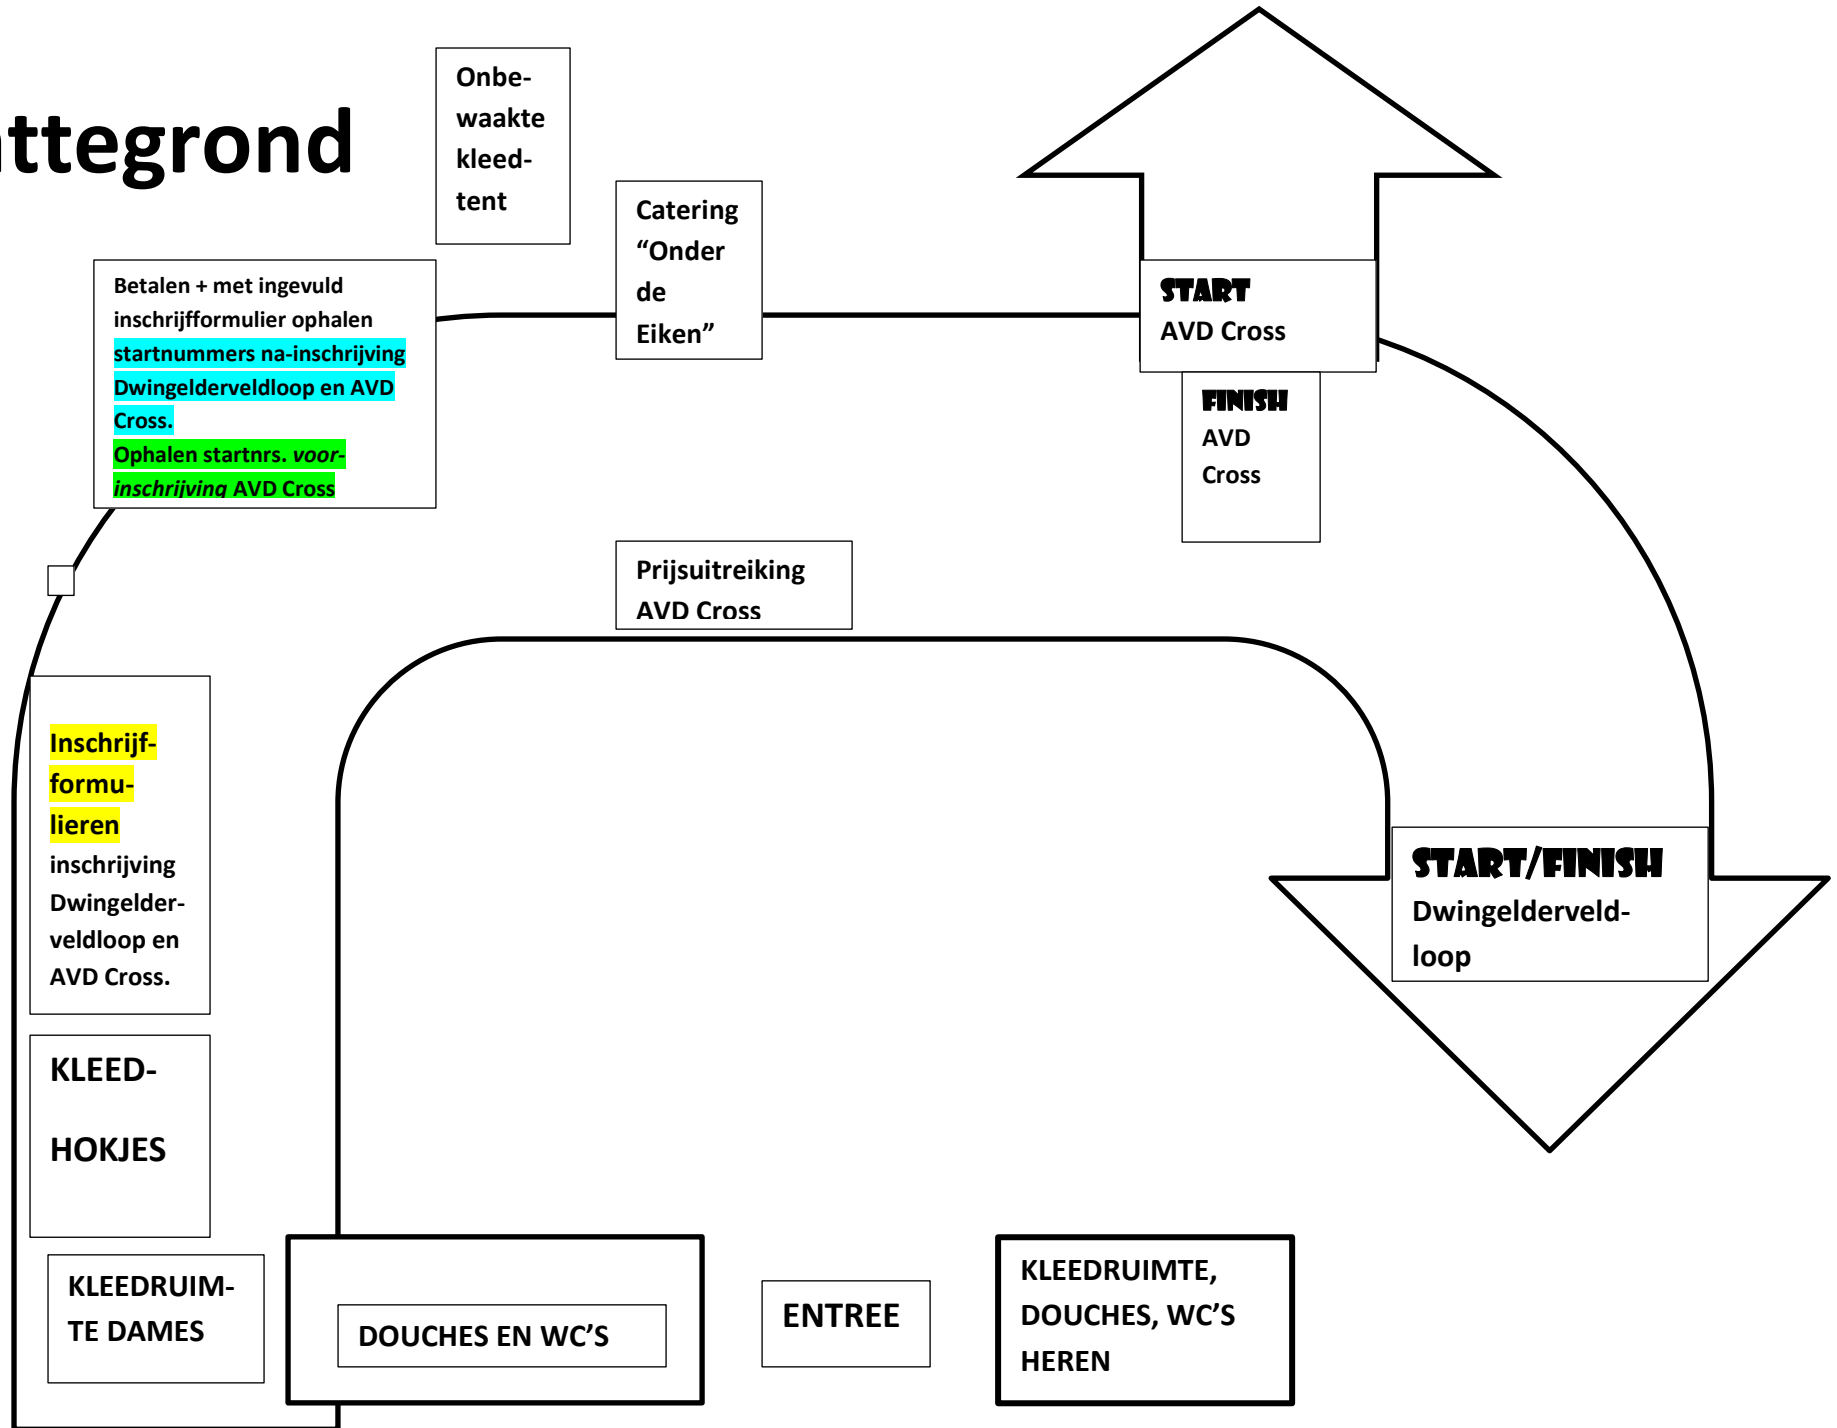 ttegrond
Onbe-
waakte
kleed-
tent
Catering
“Onder
de
Eiken”
START
AVD Cross
FINISH
AVD
Cross
Betalen + met ingevuld
inschrijfformulier ophalen
startnummers na-inschrijving
Dwingelderveldloop en AVD
Cross.
Ophalen startnrs. voor-
inschrijving AVD Cross
Prijsuitreiking
AVD Cross
Inschrijf-
formu-
lieren
inschrijving
Dwingelder-
veldloop en
AVD Cross.
START/FINISH
Dwingelderveld-
loop
KLEED-
HOKJES
KLEEDRUIM-
TE DAMES
DOUCHES EN WC’S
ENTREE
KLEEDRUIMTE,
DOUCHES, WC’S
HEREN